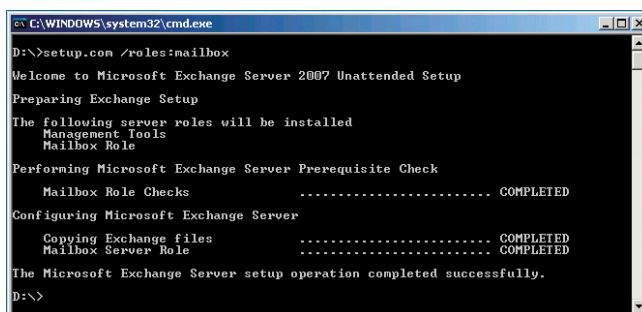 C:\WINDOWS\system32\cmd.exe
D:\>setup.com /roles:mailbox
Welcome to Microsoft Exchange Server 2007 Unattended Setup
Preparing Exchange Setup
The following server roles will be installed
Management Tools
Mailbox Role
Performing Microsoft Exchange Server Prerequisite Check
Mailbox Role Checks ......................... COMPLETED
Configuring Microsoft Exchange Server
Copying Exchange files ......................... COMPLETED
Mailbox Server Role ......................... COMPLETED
The Microsoft Exchange Server setup operation completed successfully.
D:\>